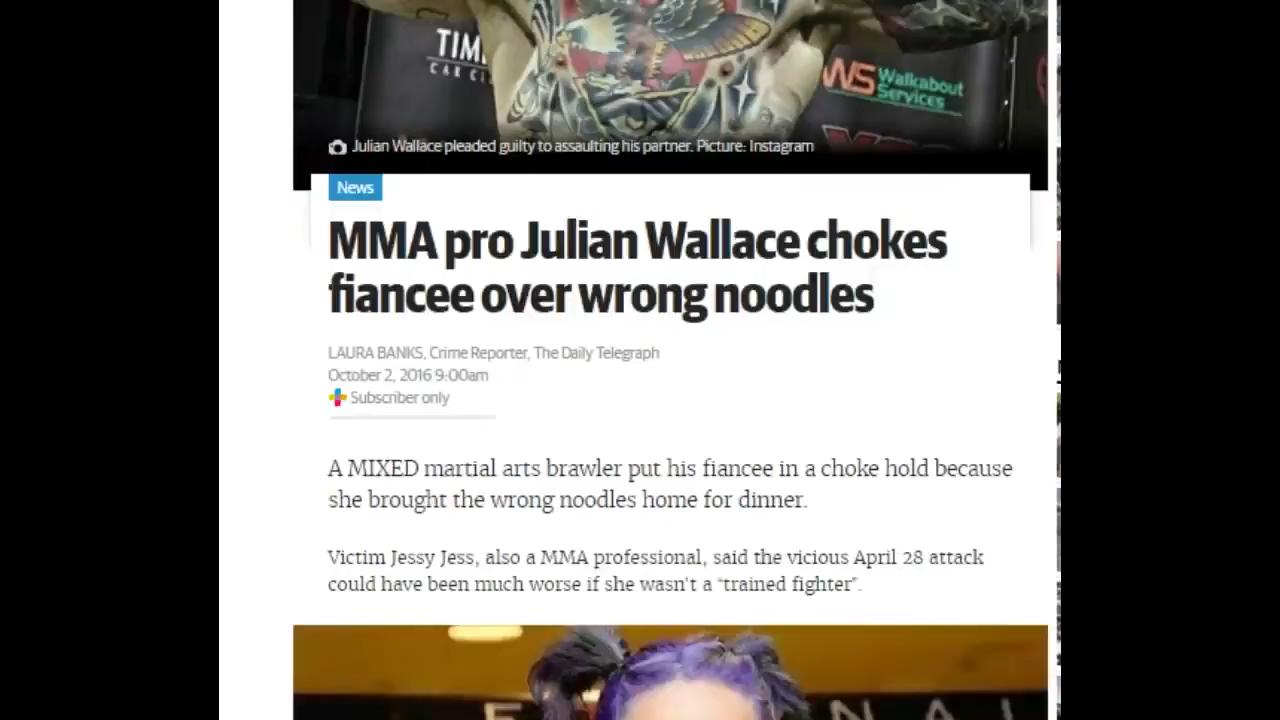 TIM
CAR CL
WS Walkabout
Services
Julian Wallace pleaded guilty to assaulting his partner. Picture: Instagram
News
MMA pro Julian Wallace chokes
fiancee over wrong noodles
LAURA BANKS, Crime Reporter, The Daily Telegraph
October 2, 2016 9:00am
Subscriber only
A MIXED martial arts brawler put his fiancee in a choke hold because
she brought the wrong noodles home for dinner.
Victim Jessy Jess, also a MMA professional, said the vicious April 28 attack
could have been much worse if she wasn't a "trained fighter".